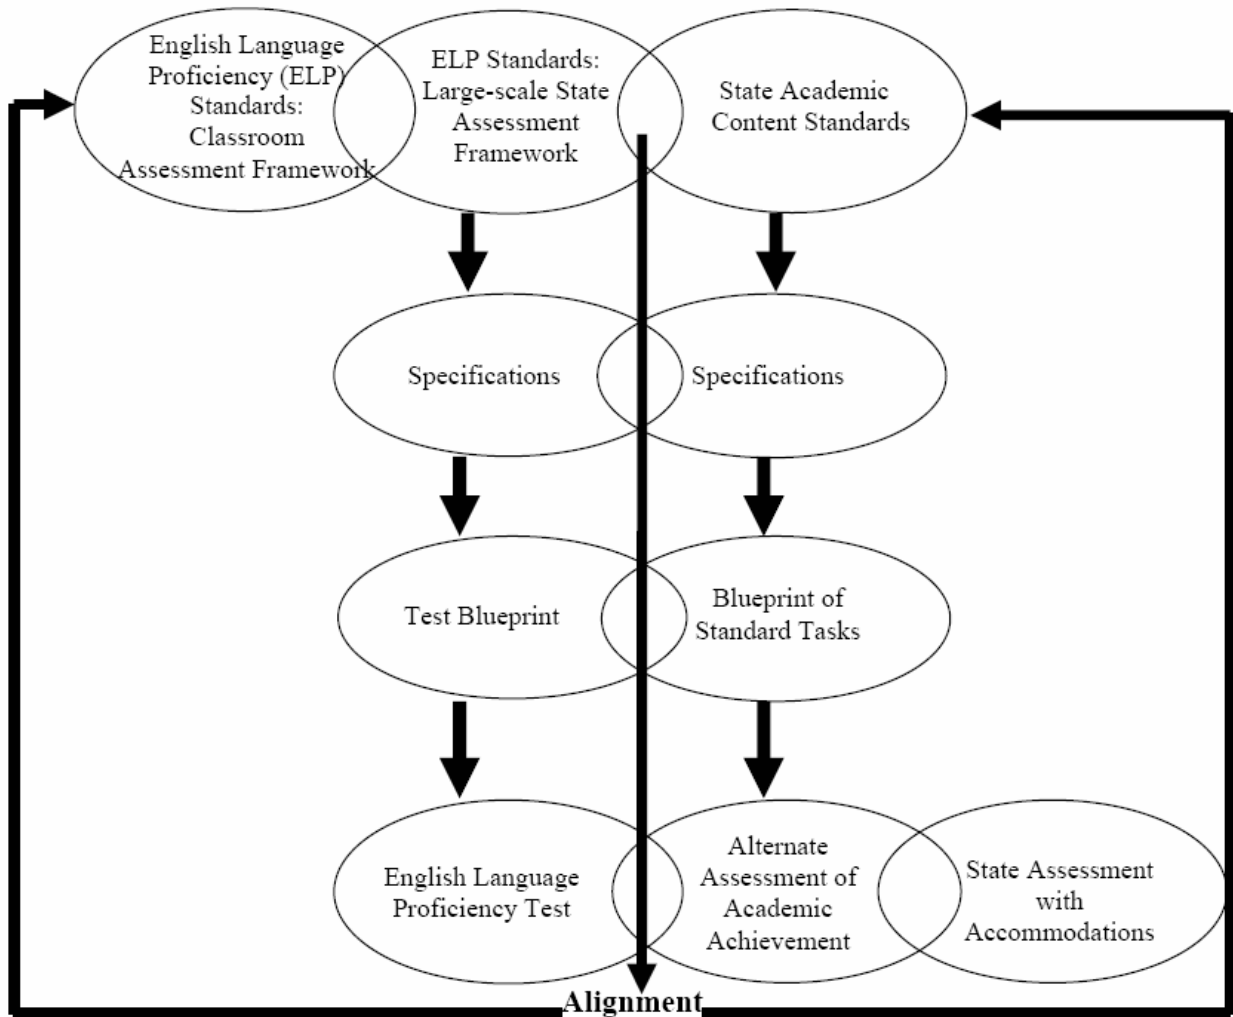 English Language
Proficiency (ELP)
Standards:
Classroom
Assessment Framework
ELP Standards:
Large-scale State
Assessment
Framework
State Academic
Content Standards
Specifications
Specifications
Test Blueprint
Blueprint of
Standard Tasks
English Language
Proficiency Test
Alternate
Assessment of
Academic
Achievement
State Assessment
with
Accommodations
Alignment